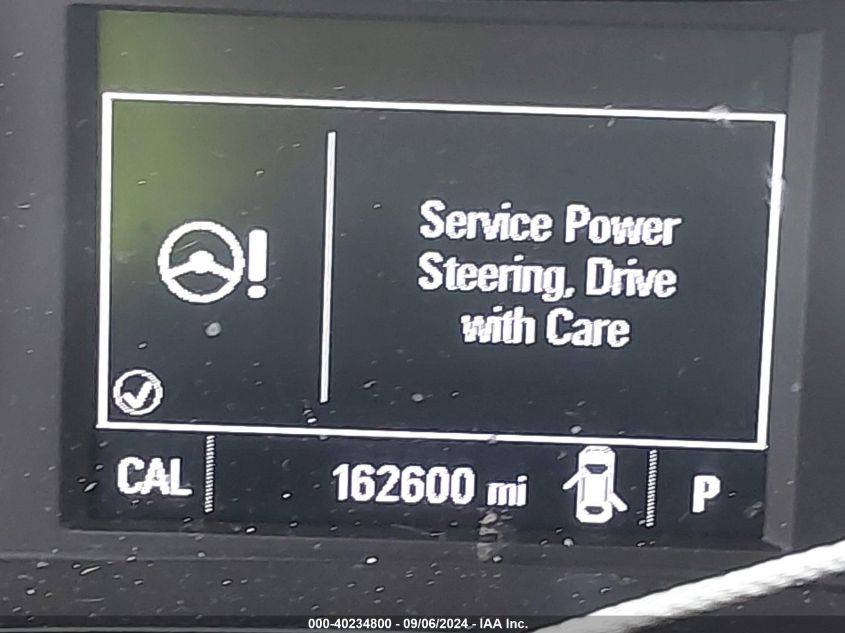 Service Power
Steering, Drive
with Care
CAL
162600 mi
P
000-40234800 - 09/06/2024 - IAA Inc.